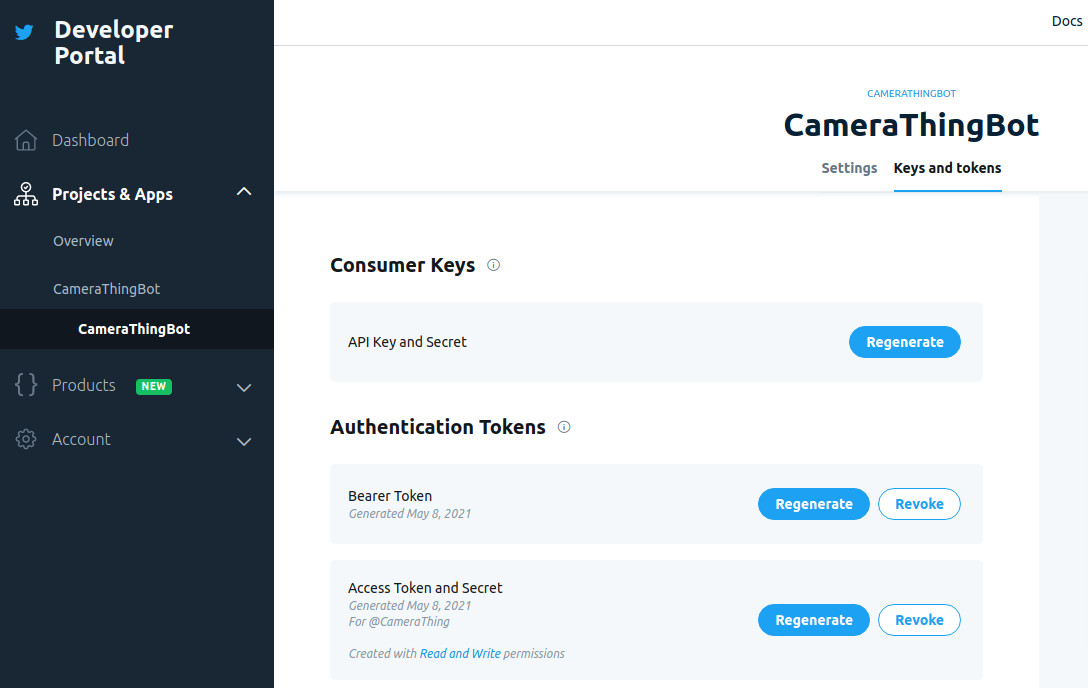 Developer
Portal
Docs
Dashboard
Projects & Apps
Overview
CameraThingBot
CameraThingBot
Products NEW
Account
CAMERATHINGBOT
CameraThingBot
Settings Keys and tokens
Consumer Keys
API Key and Secret Regenerate
Authentication Tokens
Bearer Token
Generated May 8, 2021
Regenerate Revoke
Access Token and Secret
Generated May 8, 2021
For @CameraThing
Regenerate Revoke
Created with Read and Write permissions